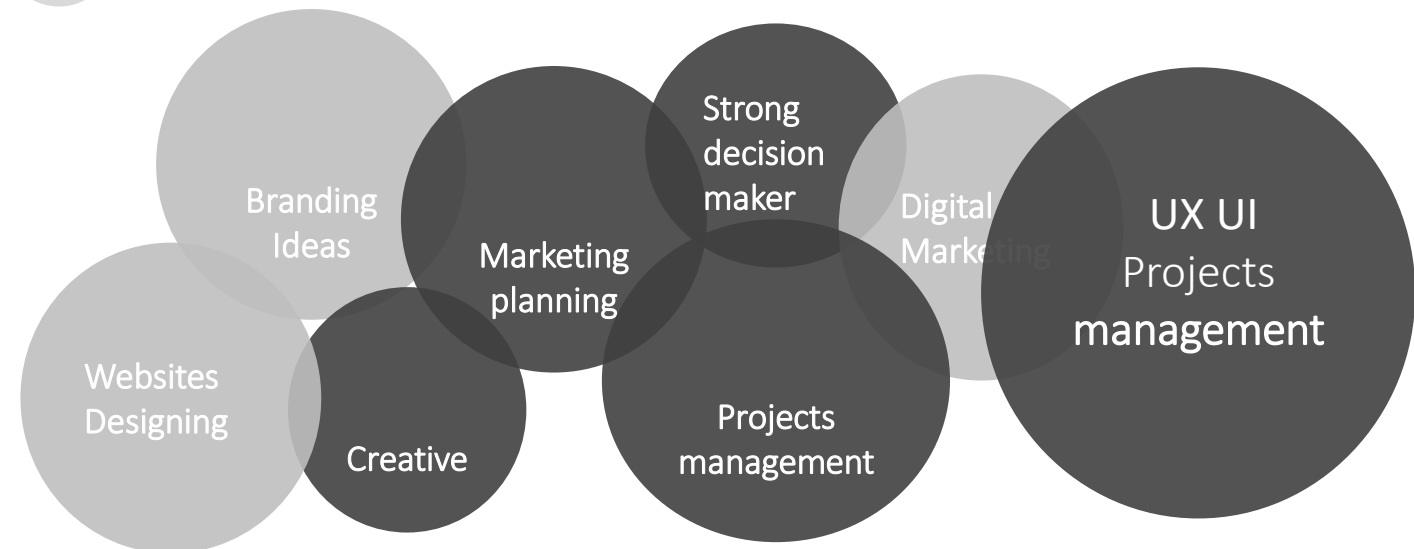 Branding
Ideas
Websites
Designing
Creative
Marketing
planning
Strong
decision
maker
Projects
management
Digital
Marketing
UX UI
Projects
management